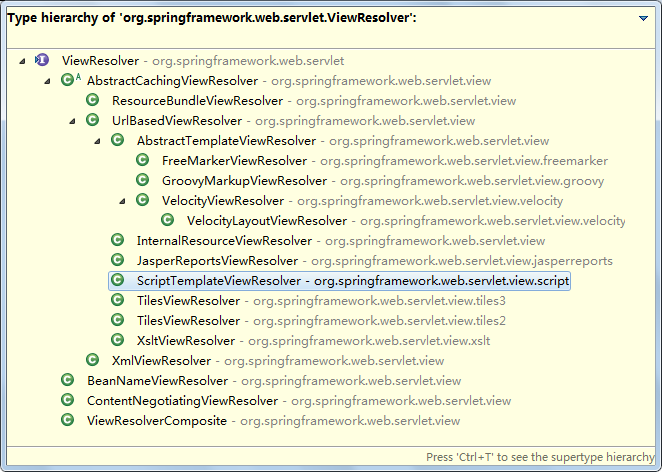 Type hierarchy of 'org.springframework.web.servlet.ViewResolver':
ViewResolver - org.springframework.web.servlet
AbstractCachingViewResolver - org.springframework.web.servlet.view
ResourceBundleViewResolver - org.springframework.web.servlet.view
UrlBasedViewResolver - org.springframework.web.servlet.view
AbstractTemplateViewResolver - org.springframework.web.servlet.view
FreeMarkerViewResolver - org.springframework.web.servlet.view.freemarker
GroovyMarkupViewResolver - org.springframework.web.servlet.view.groovy
VelocityViewResolver - org.springframework.web.servlet.view.velocity
VelocityLayoutViewResolver - org.springframework.web.servlet.view.velocity
InternalResourceViewResolver - org.springframework.web.servlet.view
JasperReportsViewResolver - org.springframework.web.servlet.view.jasperreports
ScriptTemplateViewResolver - org.springframework.web.servlet.view.script
TilesViewResolver - org.springframework.web.servlet.view.tiles3
TilesViewResolver - org.springframework.web.servlet.view.tiles2
XsltViewResolver - org.springframework.web.servlet.view.xslt
XmlViewResolver - org.springframework.web.servlet.view
BeanNameViewResolver - org.springframework.web.servlet.view
ContentNegotiatingViewResolver - org.springframework.web.servlet.view
ViewResolverComposite - org.springframework.web.servlet.view
Press 'Ctrl+T' to see the supertype hierarchy